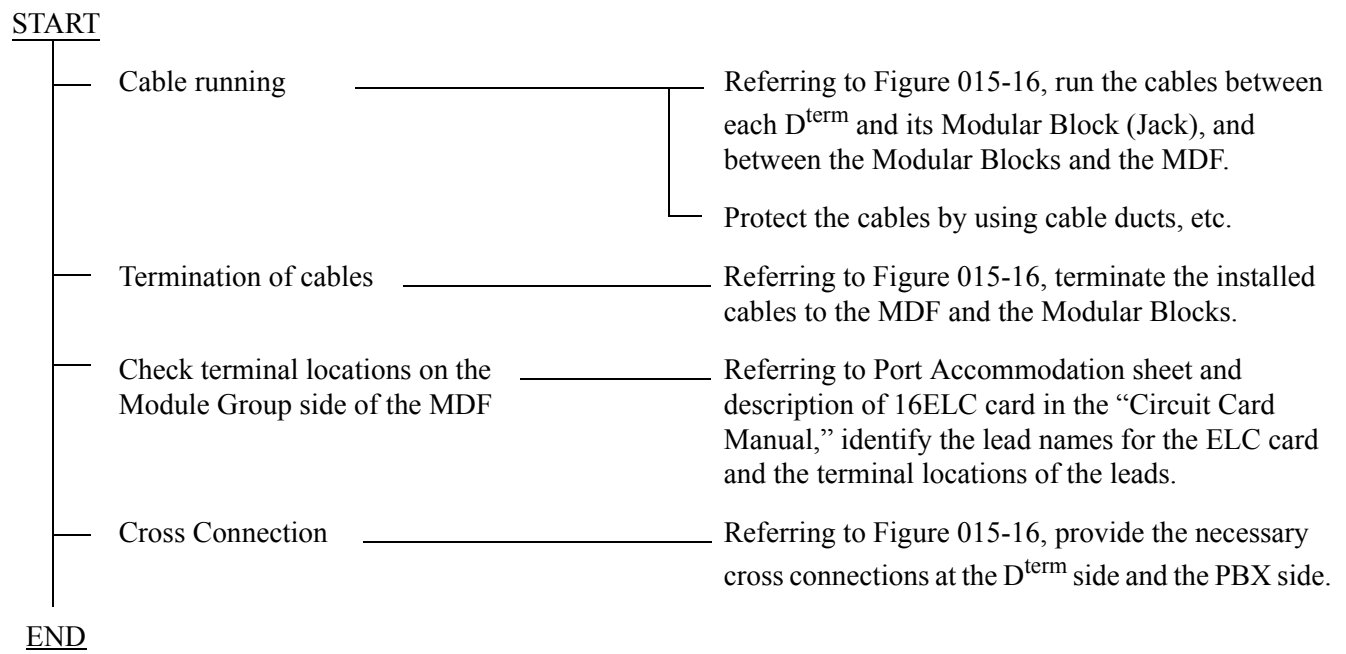 START
Cable running
Referring to Figure 015-16, run the cables between
each Dterm and its Modular Block (Jack), and
between the Modular Blocks and the MDF.
Protect the cables by using cable ducts, etc.
Termination of cables
Referring to Figure 015-16, terminate the installed
cables to the MDF and the Modular Blocks.
Check terminal locations on the
Module Group side of the MDF
Referring to Port Accommodation sheet and
description of 16ELC card in the “Circuit Card
Manual,” identify the lead names for the ELC card
and the terminal locations of the leads.
Cross Connection
Referring to Figure 015-16, provide the necessary
cross connections at the Dterm side and the PBX side.
END